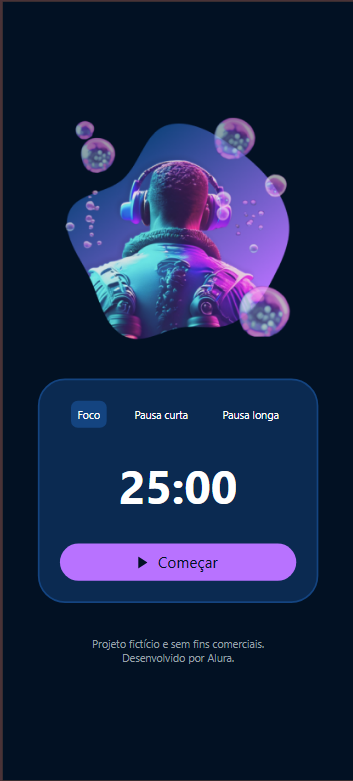 Foco
Pausa curta
Pausa longa
25:00
Começar
Projeto fictício e sem fins comerciais.
Desenvolvido por Alura.